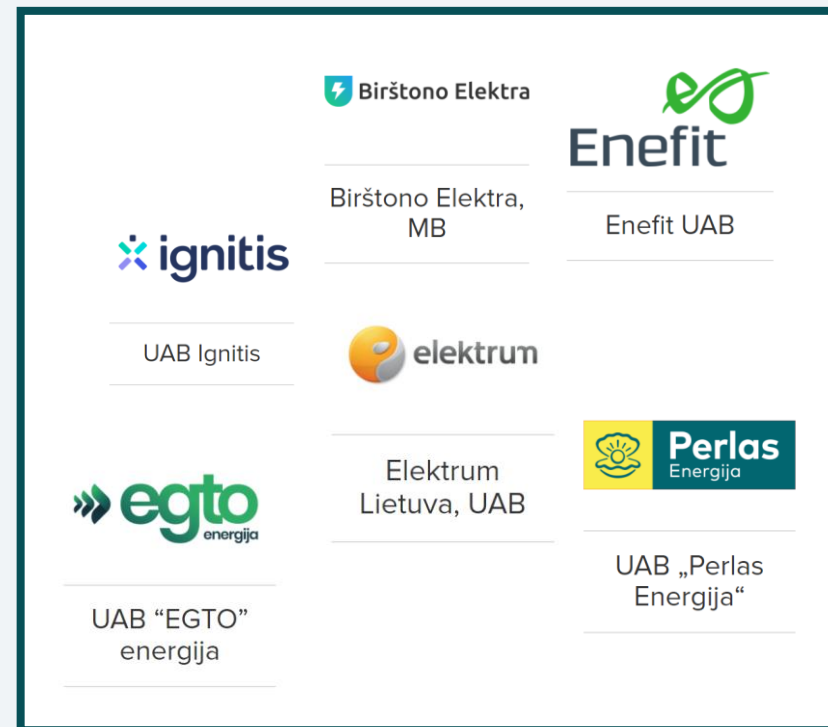 Birštono Elektra
Birštono Elektra,
MB
Enefit
Enefit UAB
ignitis
UAB Ignitis
elektrum
Elektrum
Lietuva, UAB
Perlas
Energija
UAB „Perlas
Energija“
egto
energija
UAB “EGTO”
energija